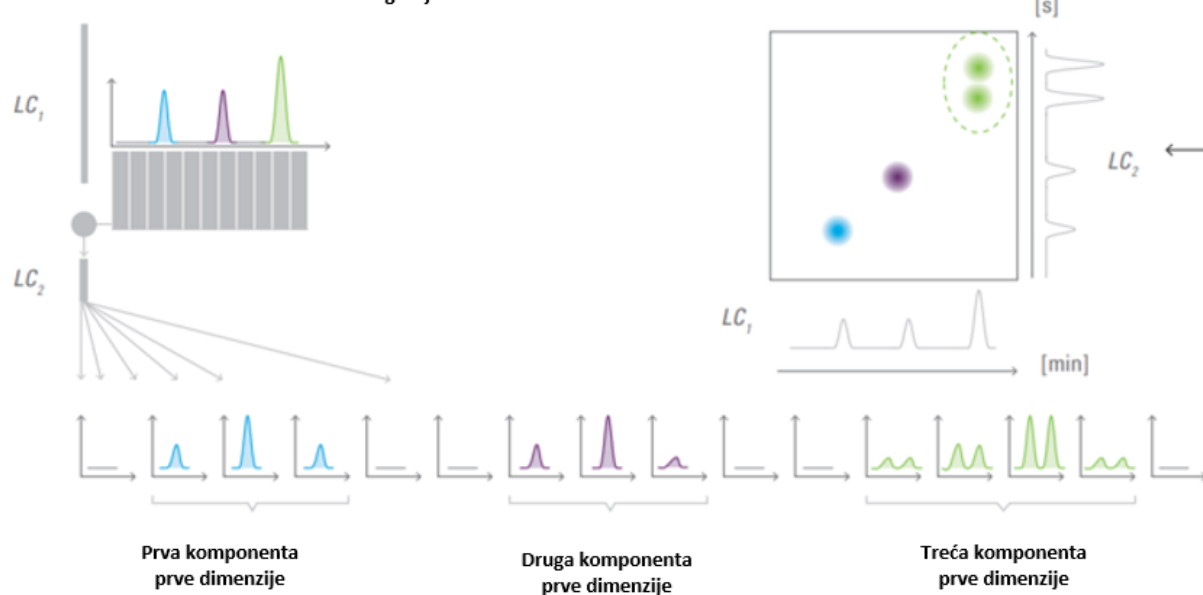 [s]
LC1
LC2
LC2
LC1
[min]
Prva komponenta
prve dimenzije
Druga komponenta
prve dimenzije
Treća komponenta
prve dimenzije